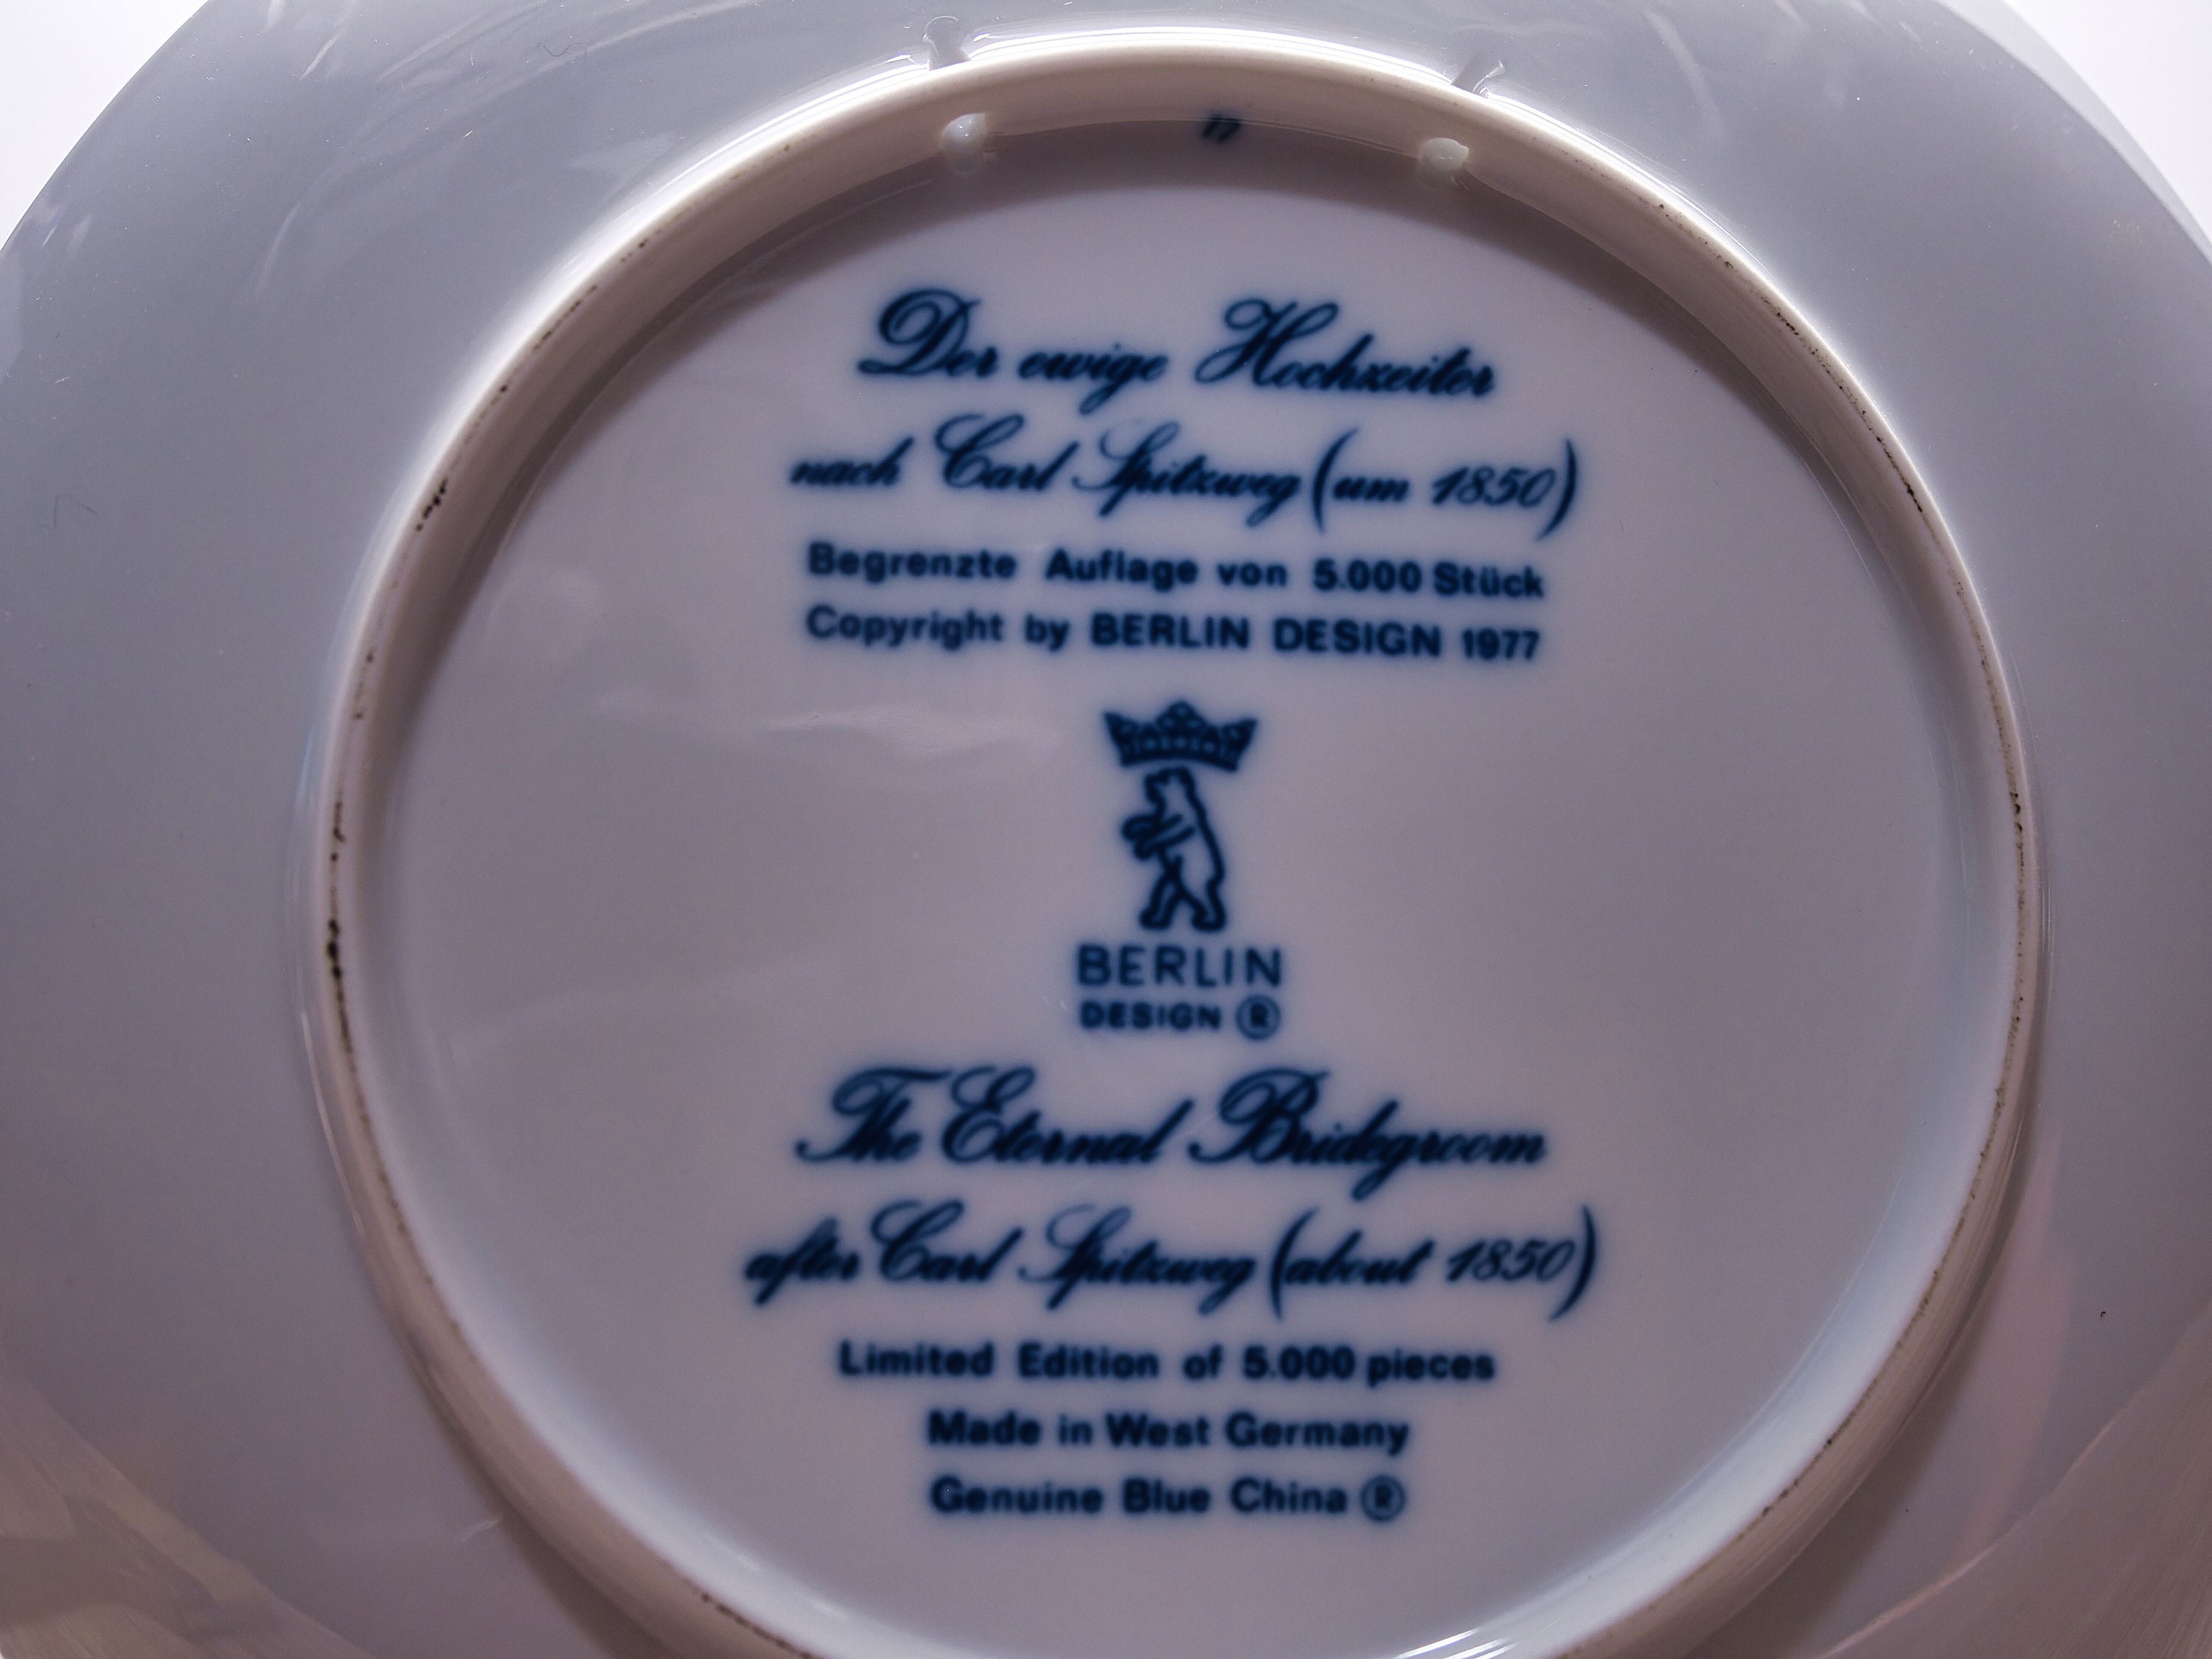 Der ewige Hochzeiter
nach Carl Spitzweg (um 1850)
Begrenzte Auflage von 5.000 Stück
Copyright by BERLIN DESIGN 1977
BERLIN
DESIGN ®
The Eternal Bridegroom
after Carl Spitzweg (about 1850)
Limited Edition of 5.000 pieces
Made in West Germany
Genuine Blue China ®